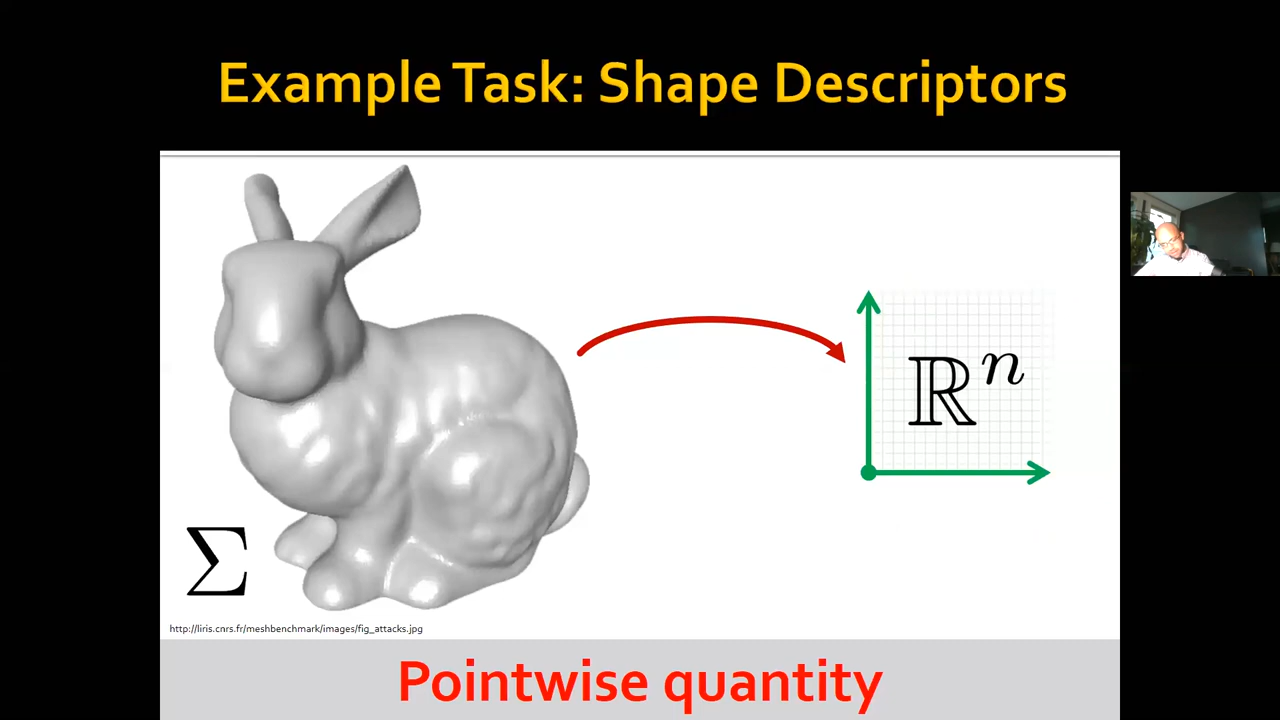 Example Task: Shape Descriptors
ℝⁿ
Σ
http://liris.cnrs.fr/meshbenchmark/images/fig_attacks.jpg
Pointwise quantity